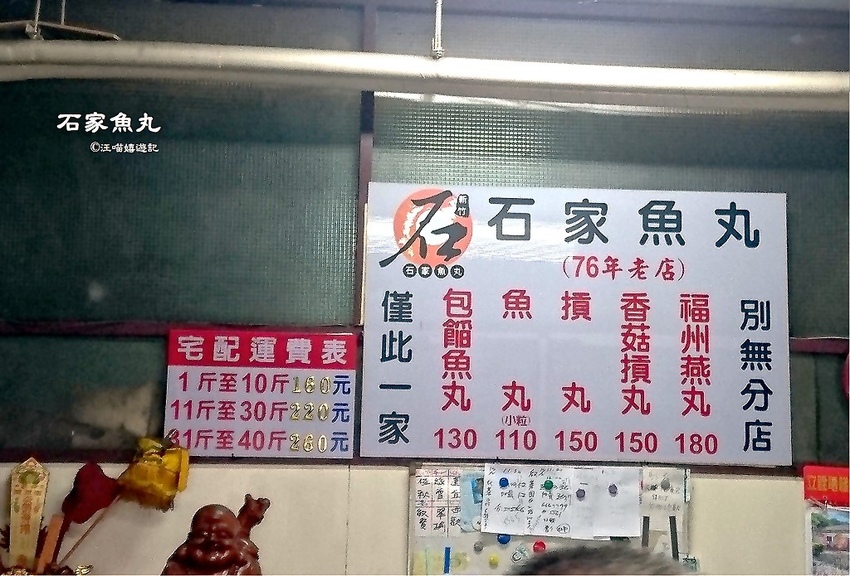 石家魚丸
©汪喵嬉遊記
新竹
石
石家魚丸
石家魚丸
(76年老店)
僅此一家
包餡魚丸 130
魚丸 (小粒) 110
摃丸 150
香菇摃丸 150
福州燕丸 180
別無分店
宅配運費表
1斤至10斤160元
11斤至30斤220元
31斤至40斤260元